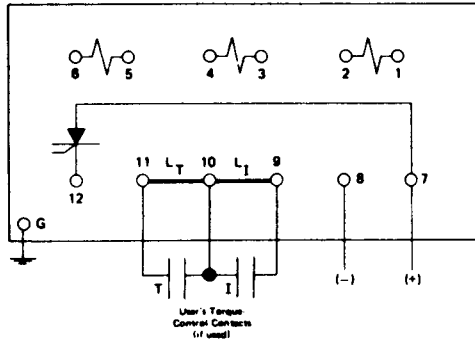 6 5 4 3 2 1
11 L_T 10 L_I 9 8 7
12
G
T I (−) (+)
User's Torque
Control Contacts
(if used)